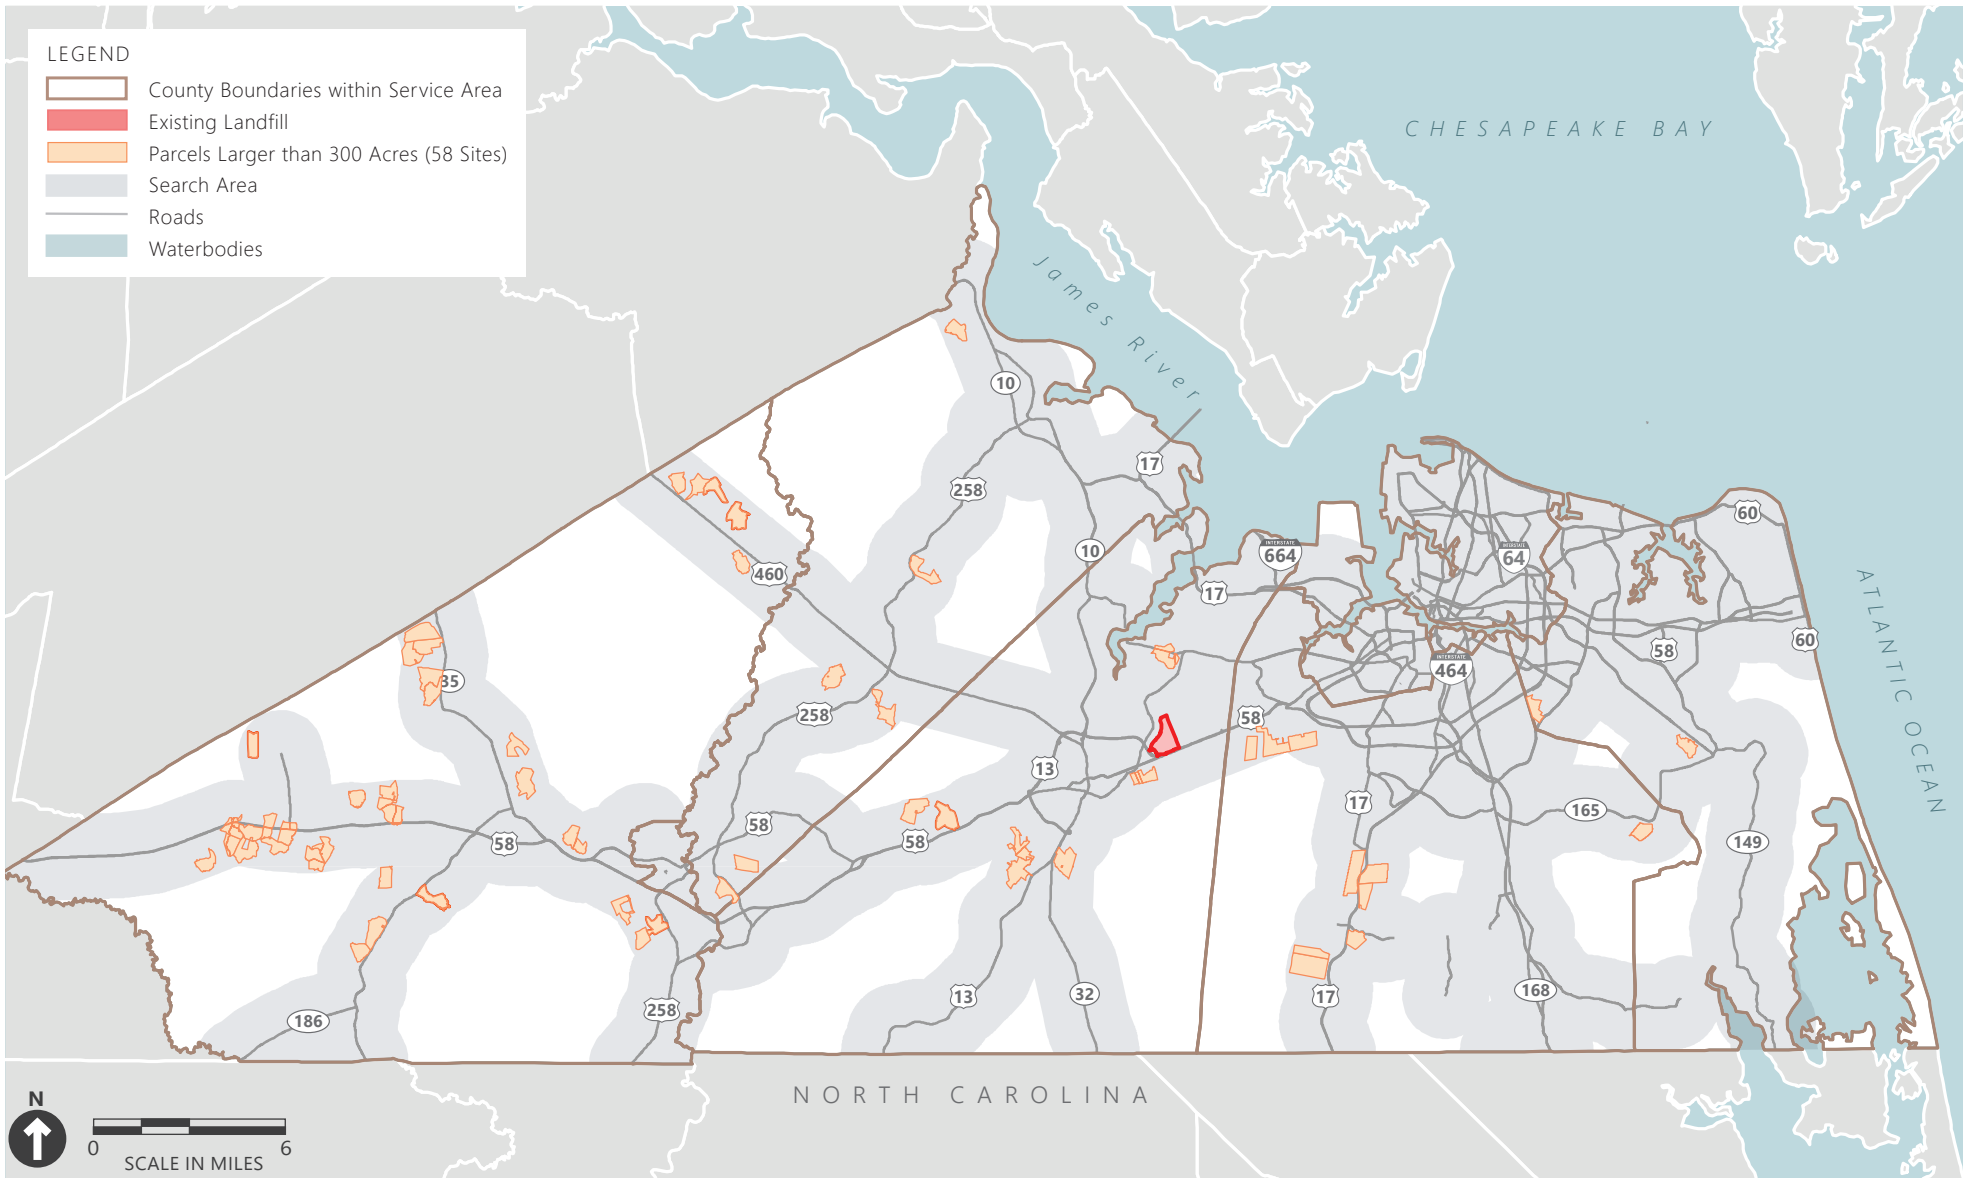 LEGEND
County Boundaries within Service Area
Existing Landfill
Parcels Larger than 300 Acres (58 Sites)
Search Area
Roads
Waterbodies
CHESAPEAKE BAY
James River
ATLANTIC OCEAN
10
17
258
60
10
INTERSTATE
664
INTERSTATE
64
460
17
60
58
INTERSTATE
464
35
258
58
13
17
165
58
58
58
149
13
32
17
168
258
186
NORTH CAROLINA
N
0
6
SCALE IN MILES